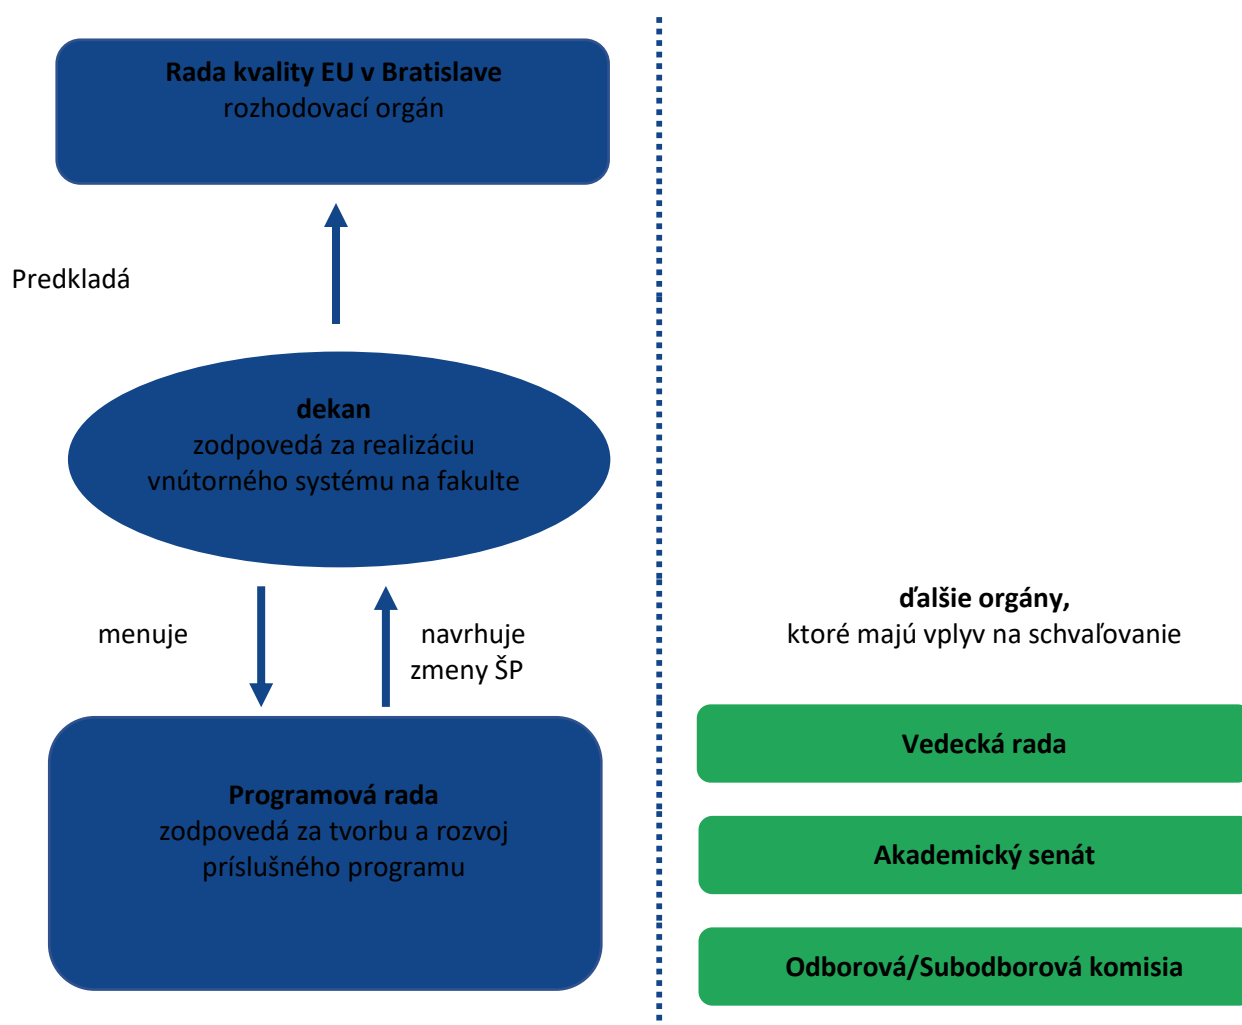 Rada kvality EU v Bratislave
rozhodovací orgán
Predkladá
dekan
zodpovedá za realizáciu
vnútorného systému na fakulte
menuje
navrhuje
zmeny ŠP
Programová rada
zodpovedá za tvorbu a rozvoj
príslušného programu
ďalšie orgány,
ktoré majú vplyv na schvaľovanie
Vedecká rada
Akademický senát
Odborová/Subodborová komisia